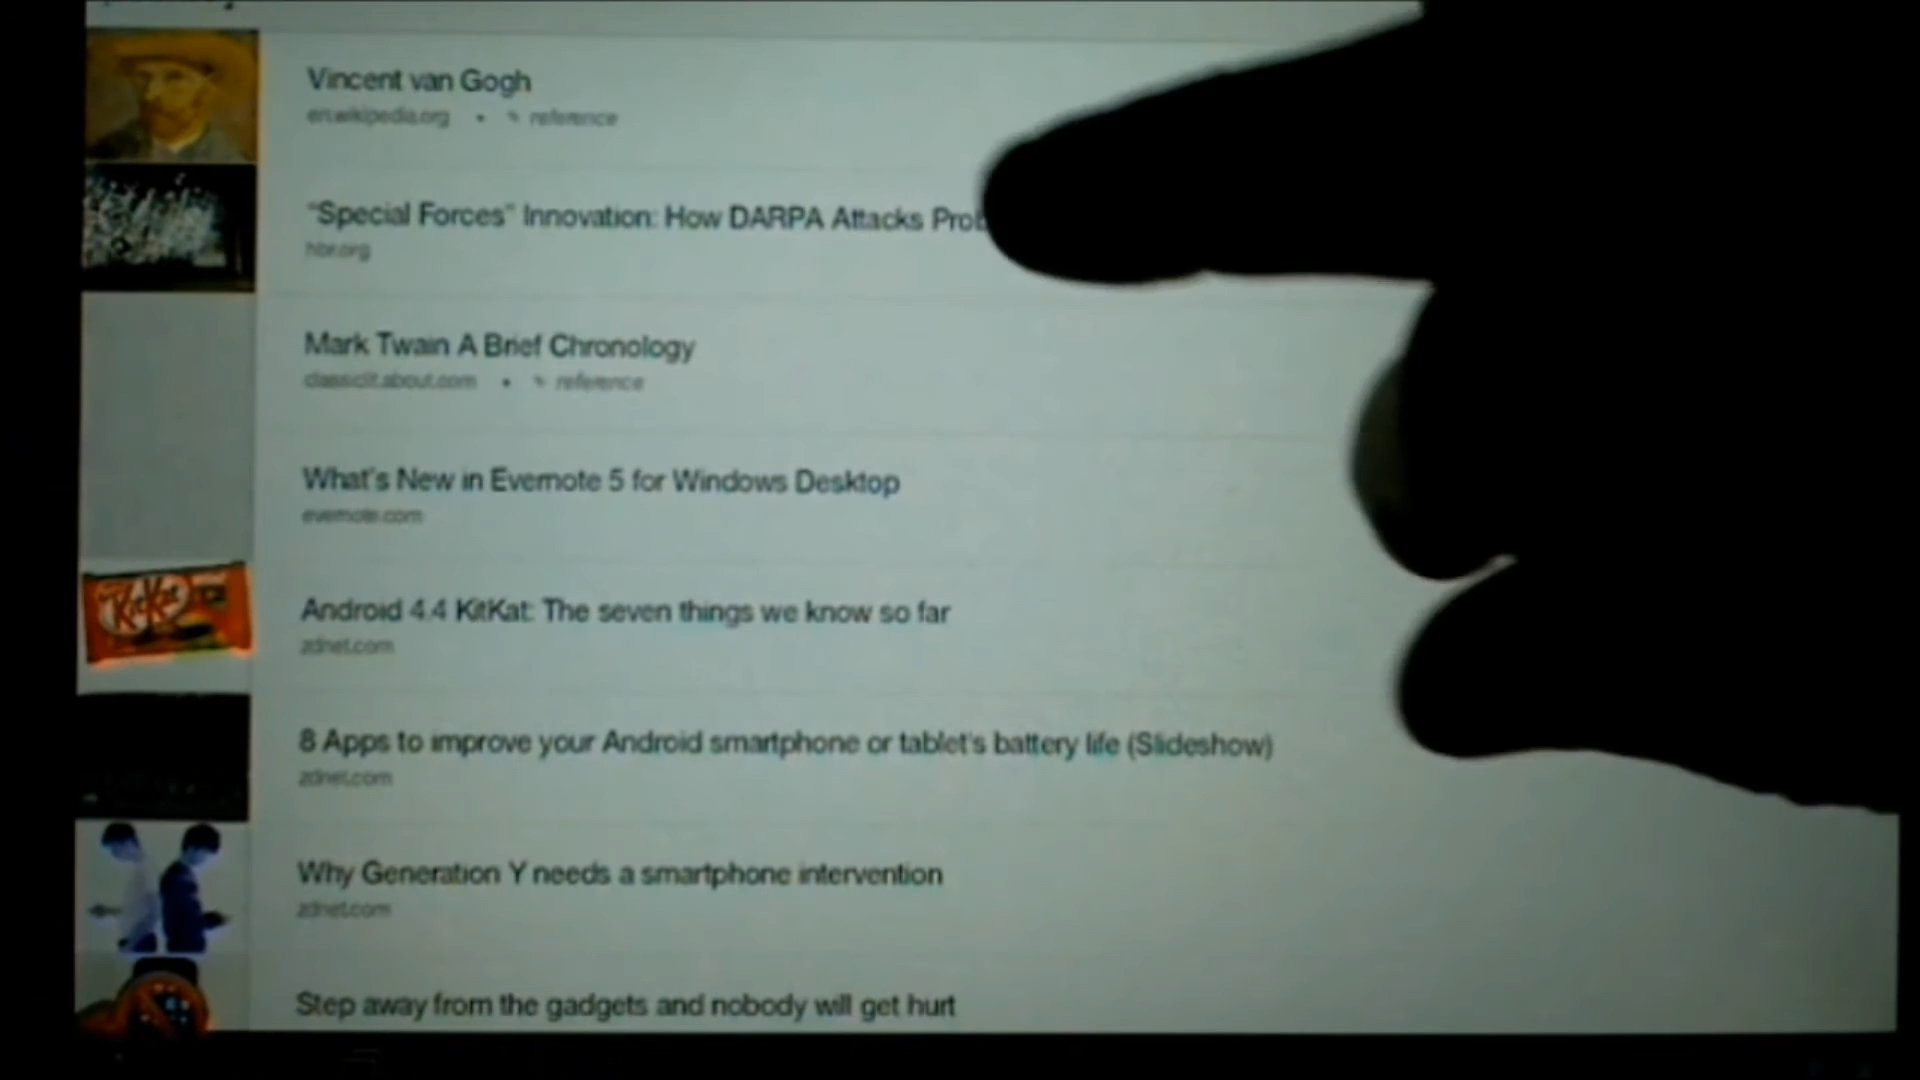 Vincent van Gogh
en.wikipedia.org • reference
"Special Forces" Innovation: How DARPA Attacks
hbr.org
Mark Twain A Brief Chronology
classiclit.about.com • reference
What's New in Evernote 5 for Windows Desktop
evernote.com
KitKat
Android 4.4 KitKat: The seven things we know so far
zdnet.com
8 Apps to improve your Android smartphone or tablet's battery life (Slideshow)
zdnet.com
Why Generation Y needs a smartphone intervention
zdnet.com
Step away from the gadgets and nobody will get hurt